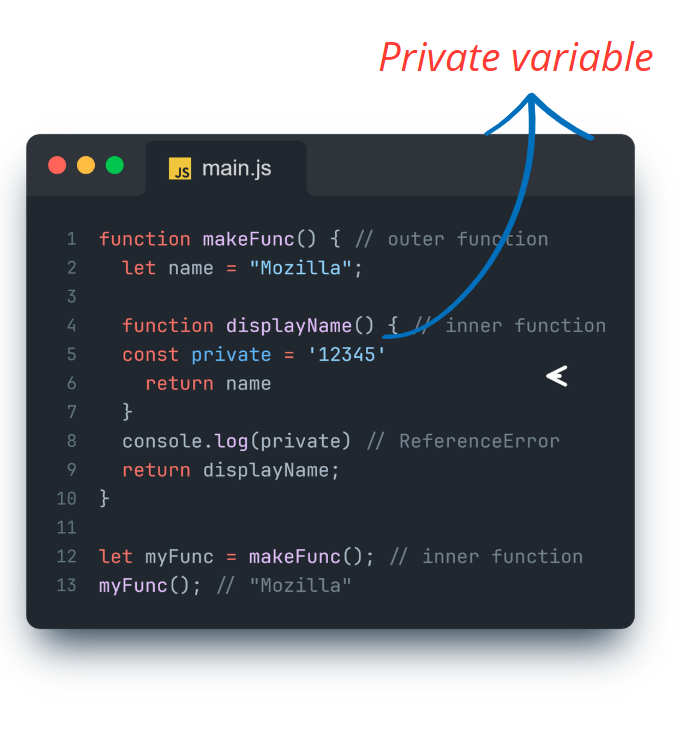 Private variable
JS main.js
1 function makeFunc() { // outer function
2 let name = "Mozilla";
3
4 function displayName() { // inner function
5 const private = '12345'
6 return name
7 }
8 console.log(private) // ReferenceError
9 return displayName;
10 }
11
12 let myFunc = makeFunc(); // inner function
13 myFunc(); // "Mozilla"